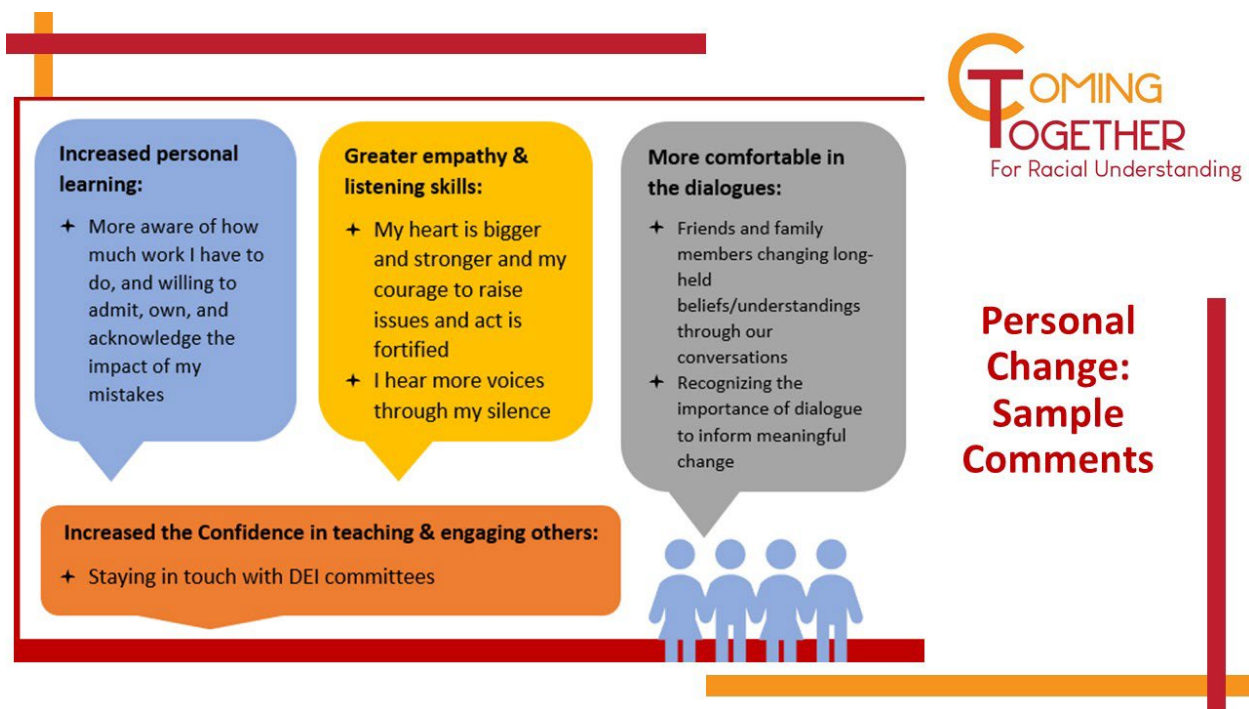 COMING
TOGETHER
For Racial Understanding
Increased personal
learning:
More aware of how
much work I have to
do, and willing to
admit, own, and
acknowledge the
impact of my
mistakes
Greater empathy &
listening skills:
My heart is bigger
and stronger and my
courage to raise
issues and act is
fortified
I hear more voices
through my silence
More comfortable in
the dialogues:
Friends and family
members changing long-
held
beliefs/understandings
through our
conversations
Recognizing the
importance of dialogue
to inform meaningful
change
Increased the Confidence in teaching & engaging others:
Staying in touch with DEI committees
Personal
Change:
Sample
Comments